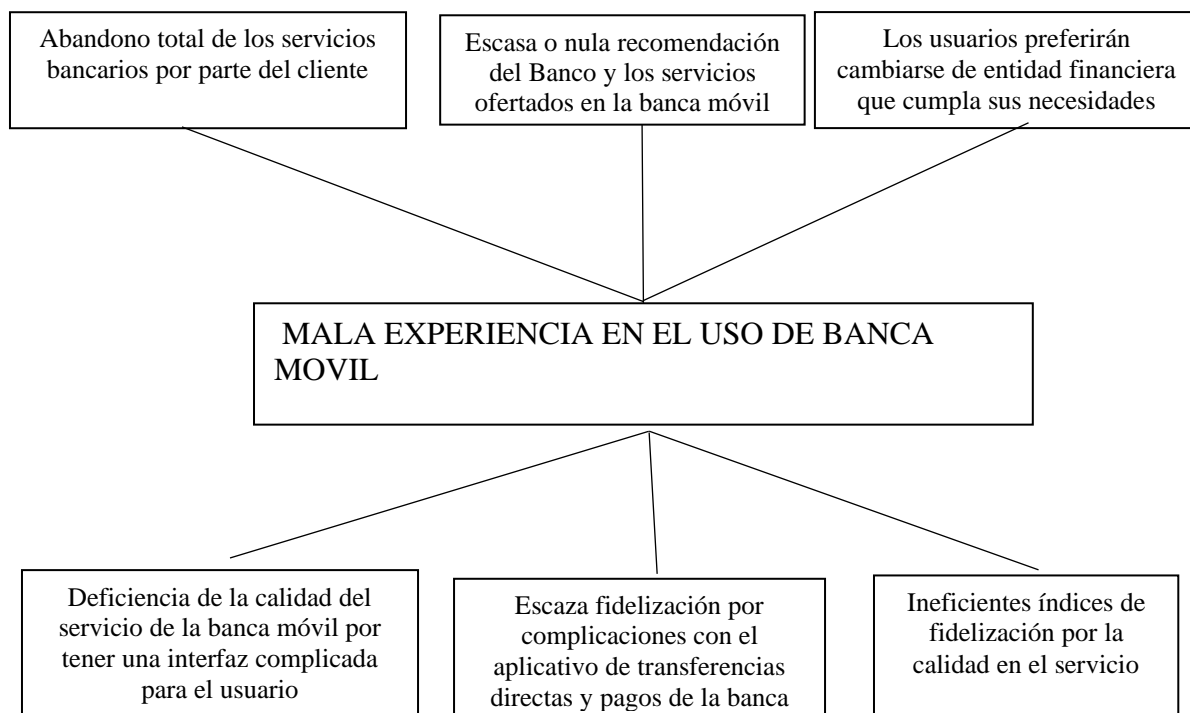 Abandono total de los servicios
bancarios por parte del cliente
Escasa o nula recomendación
del Banco y los servicios
ofertados en la banca móvil
Los usuarios preferirán
cambiarse de entidad financiera
que cumpla sus necesidades
MALA EXPERIENCIA EN EL USO DE BANCA
MOVIL
Deficiencia de la calidad del
servicio de la banca móvil por
tener una interfaz complicada
para el usuario
Escaza fidelización por
complicaciones con el
aplicativo de transferencias
directas y pagos de la banca
Ineficientes índices de
fidelización por la
calidad en el servicio